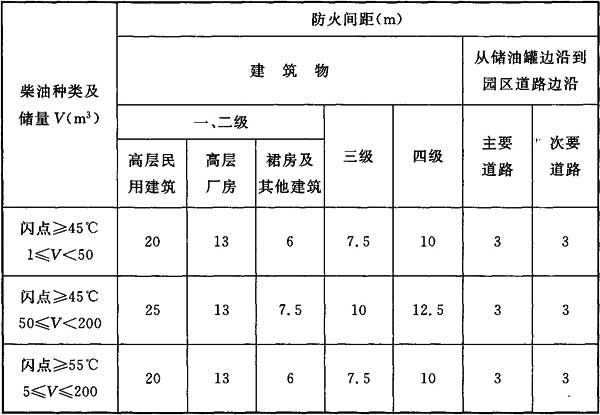 防火间距(m)
柴油种类及
储量V(m³)
建 筑 物
从储油罐边沿到
园区道路边沿
一、二级
三级
四级
主要
道路
次要
道路
高层民
用建筑
高层
厂房
裙房及
其他建筑
闪点≥45℃
1≤V<50
20 13 6 7.5 10 3 3
闪点≥45℃
50≤V<200
25 13 7.5 10 12.5 3 3
闪点≥55℃
5≤V≤200
20 13 6 7.5 10 3 3